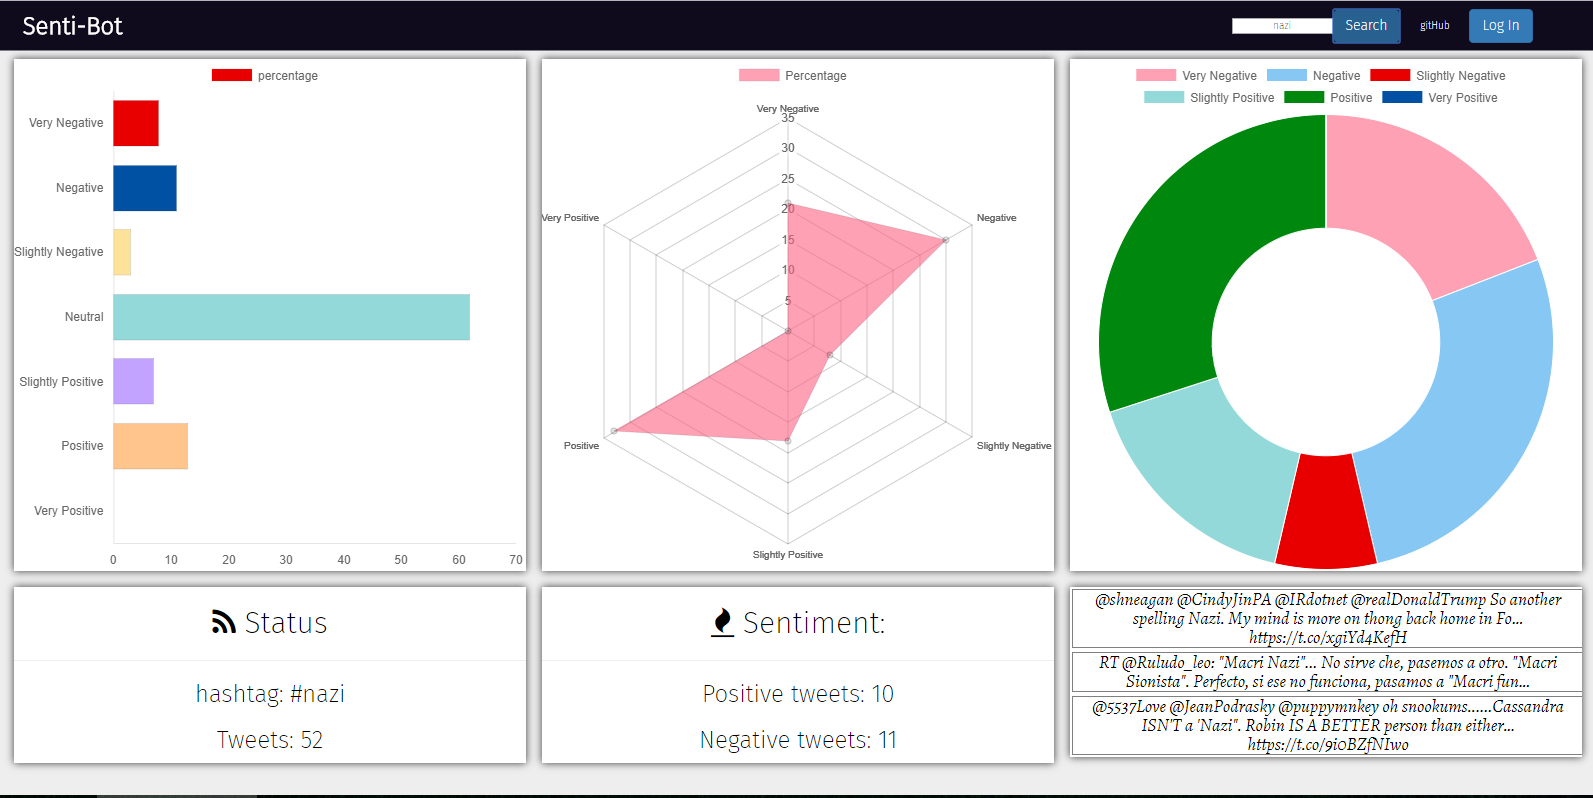 Senti-Bot
nazi
Search
gitHub
Log In
percentage
Very Negative
Negative
Slightly Negative
Neutral
Slightly Positive
Positive
Very Positive
0 10 20 30 40 50 60 70
Percentage
Very Negative
35
30
25
20
15
10
5
Very Positive
Negative
Positive
Slightly Negative
Slightly Positive
Very Negative Negative Slightly Negative
Slightly Positive Positive Very Positive
Status
hashtag: #nazi
Tweets: 52
Sentiment:
Positive tweets: 10
Negative tweets: 11
@shneagan @CindyJinPA @IRdotnet @realDonaldTrump So another
spelling Nazi. My mind is more on thong back home in Fo...
https://t.co/xgiYd4KefH
RT @Ruludo_leo: "Macri Nazi"... No sirve che, pasemos a otro. "Macri
Sionista". Perfecto, si ese no funciona, pasamos a "Macri fun...
@5537Love @JeanPodrasky @puppymnkey oh snookums......Cassandra
ISN'T a 'Nazi". Robin IS A BETTER person than either...
https://t.co/9i0BZfNIwo